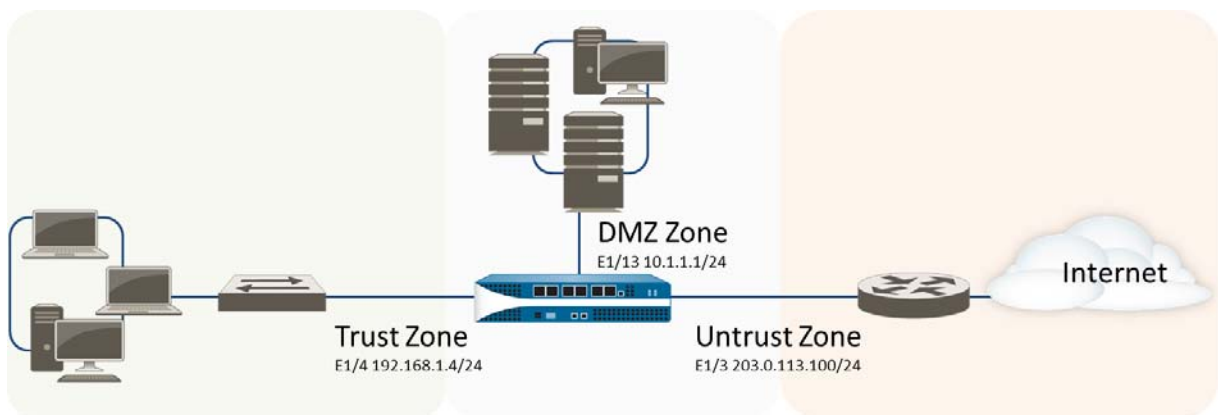 DMZ Zone
E1/13 10.1.1.1/24
Internet
Trust Zone
E1/4 192.168.1.4/24
Untrust Zone
E1/3 203.0.113.100/24